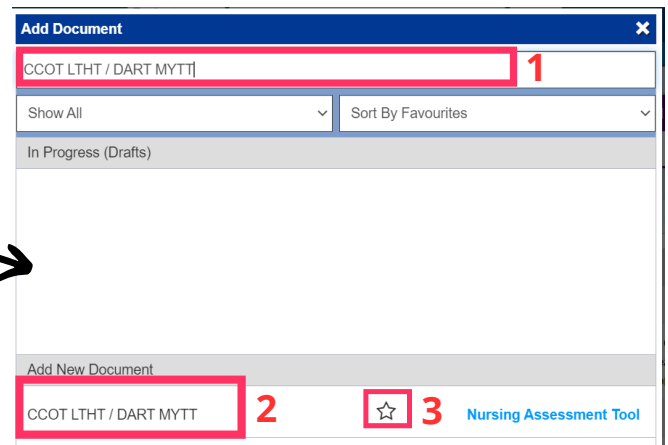 Add Document
CCOT LTHT / DART MYTT 1
Show All Sort By Favourites
In Progress (Drafts)
Add New Document
CCOT LTHT / DART MYTT 2 3 Nursing Assessment Tool